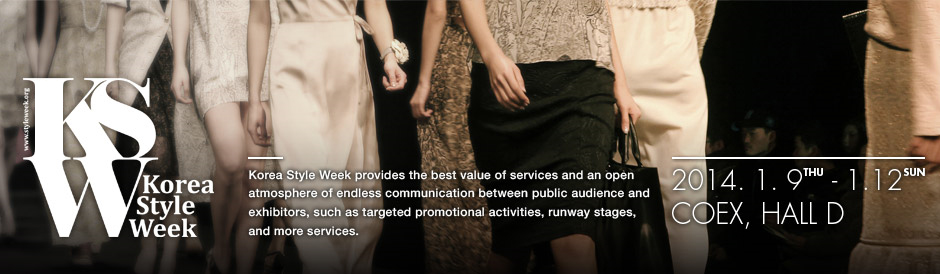 www.styleweek.org
KSW
Korea
Style
Week
Korea Style Week provides the best value of services and an open
atmosphere of endless communication between public audience and
exhibitors, such as targeted promotional activities, runway stages,
and more services.
2014. 1. 9THU - 1.12SUN
COEX, HALL D